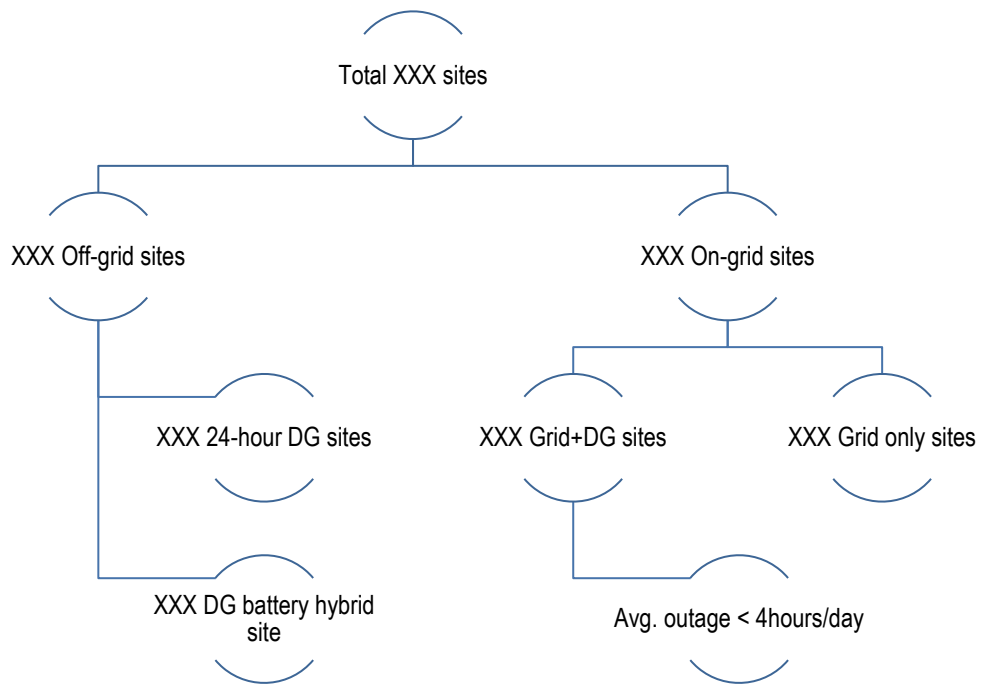 Total XXX sites
XXX Off-grid sites
XXX On-grid sites
XXX 24-hour DG sites
XXX Grid+DG sites
XXX Grid only sites
XXX DG battery hybrid
site
Avg. outage < 4hours/day